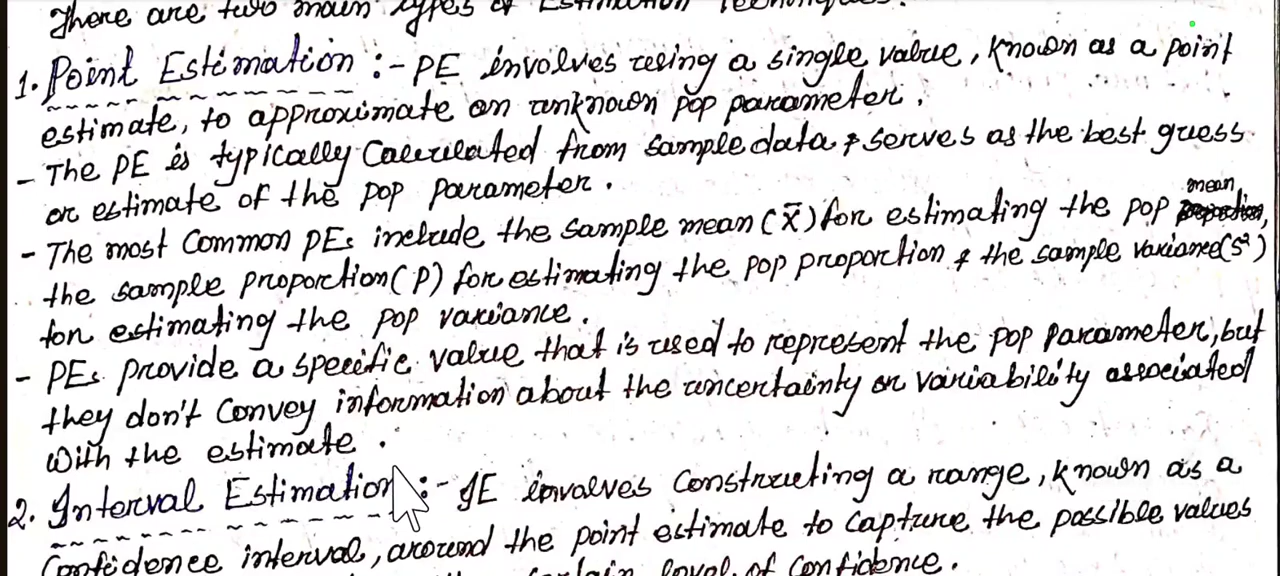 There are two main types of Estimation Techniques.
1. Point Estimation :- PE involves using a single value, known as a point
estimate, to approximate an unknown pop parameter.
- The PE is typically Calculated from sample data & serves as the best guess
or estimate of the pop parameter.
- The most Common PEs include the sample mean (x̄) for estimating the pop mean,
the sample proportion (P) for estimating the pop proportion & the sample variance (s²)
for estimating the pop variance.
- PEs provide a specific value that is used to represent the pop parameter, but
they don't Convey information about the uncertainty or variability associated
with the estimate.
2. Interval Estimation :- IE involves Constructing a range, known as a
Confidence interval, around the point estimate to capture the possible values
certain level of Confidence.